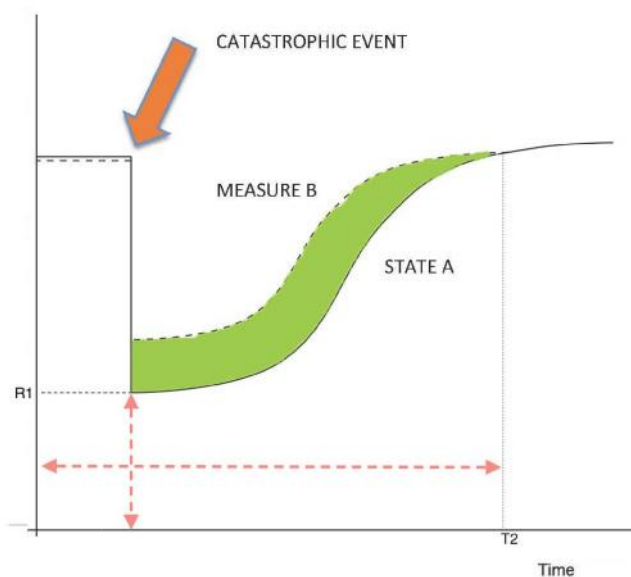 CATASTROPHIC EVENT
MEASURE B
STATE A
R1
T2
Time